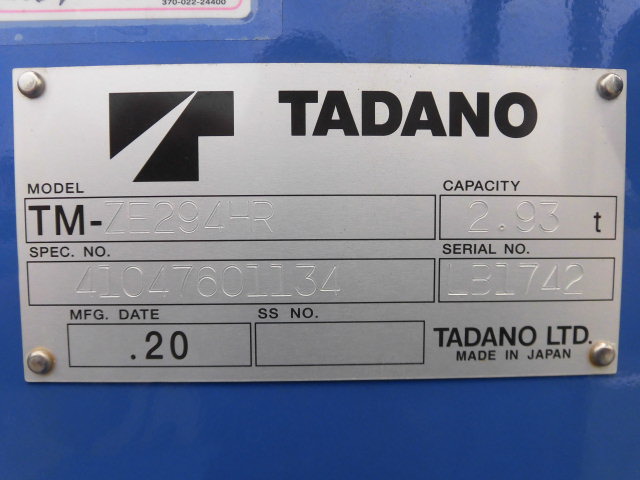 370-022-24400
TADANO
MODEL
TM-ZE294HR
CAPACITY
2.93 t
SPEC. NO.
41047601134
SERIAL NO.
LB1742
MFG. DATE
.20
SS NO.
TADANO LTD.
MADE IN JAPAN